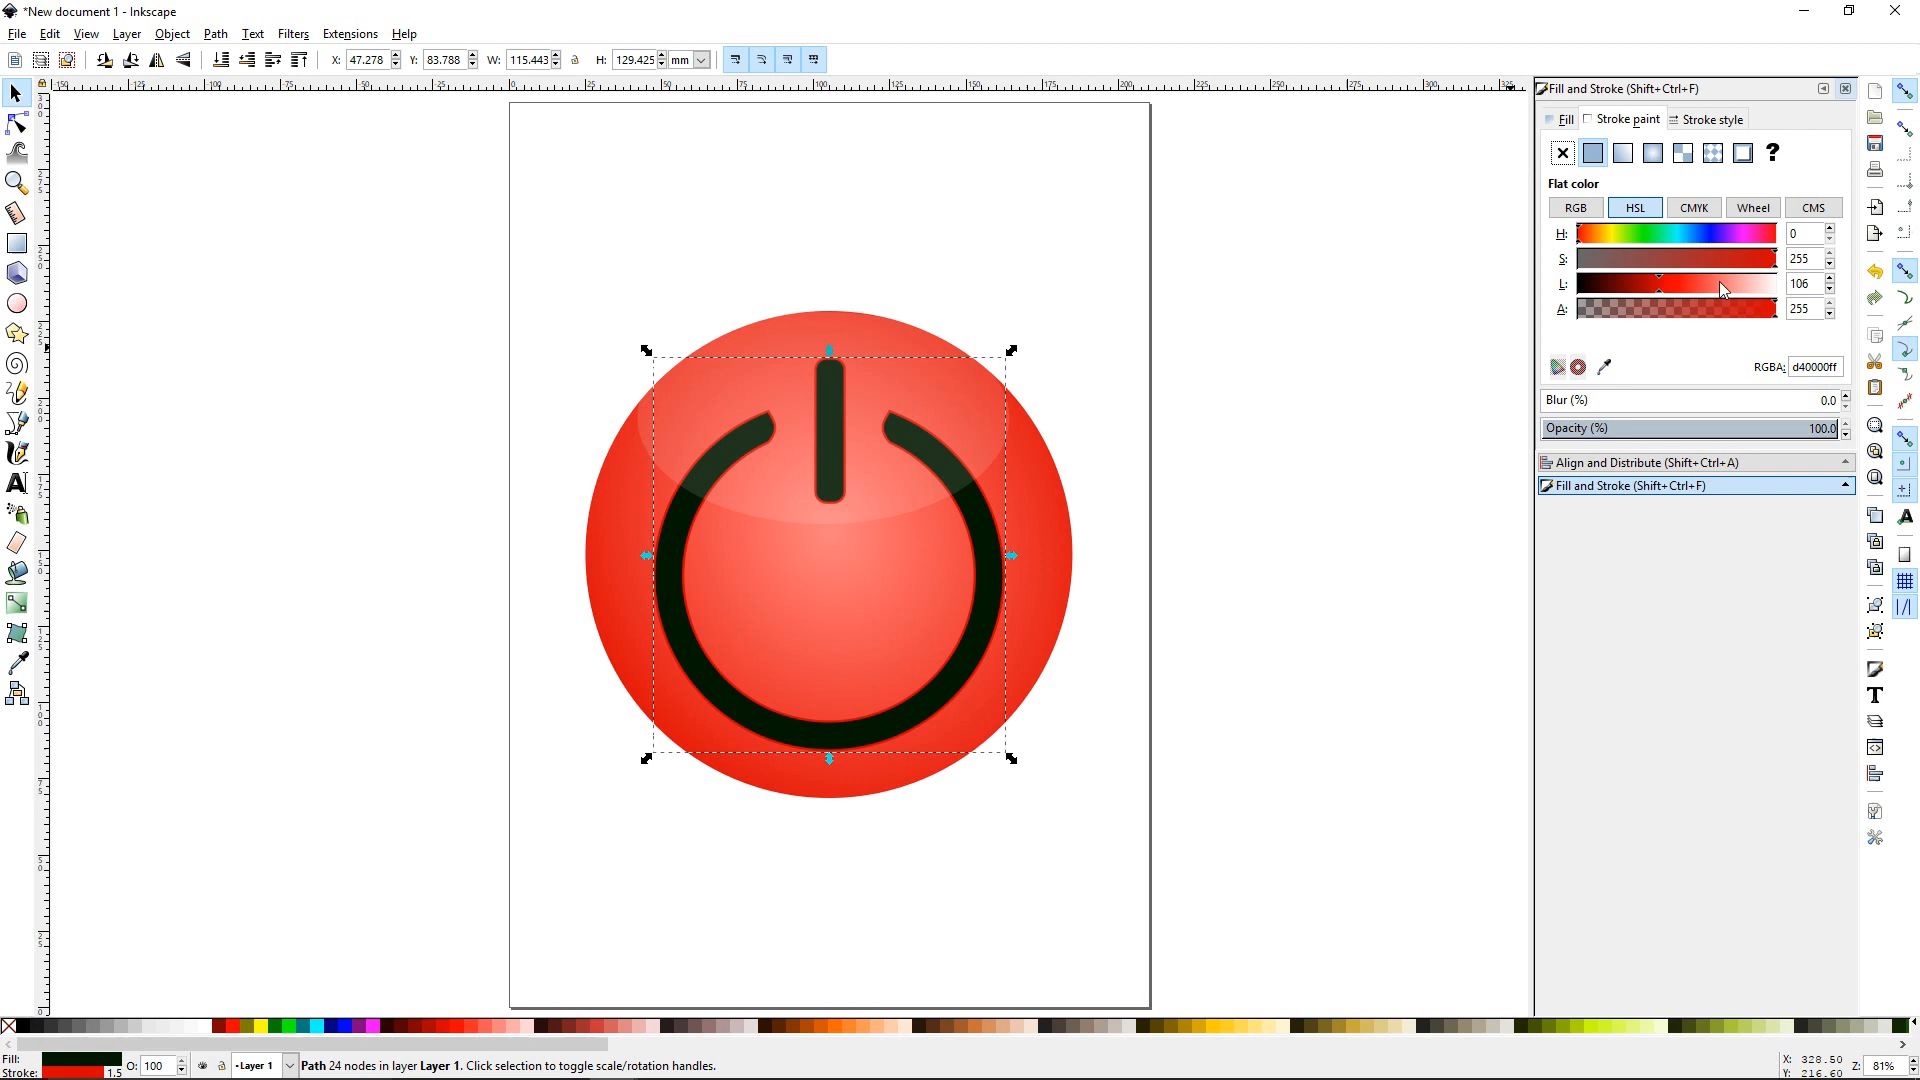 *New document 1 - Inkscape
File Edit View Layer Object Path Text Filters Extensions Help
X: 47.278 Y: 83.788 W: 115.443 H: 129.425 mm
Fill and Stroke (Shift+Ctrl+F)
Fill Stroke paint Stroke style
?
Flat color
RGB HSL CMYK Wheel CMS
H: 0
S: 255
L: 106
A: 255
RGBA: d40000ff
Blur (%) 0.0
Opacity (%) 100.0
Align and Distribute (Shift+Ctrl+A)
Fill and Stroke (Shift+Ctrl+F)
Fill:
Stroke: 1.5
O: 100
-Layer 1
Path 24 nodes in layer Layer 1. Click selection to toggle scale/rotation handles.
X: 328.50
Y: 216.60
Z: 81%